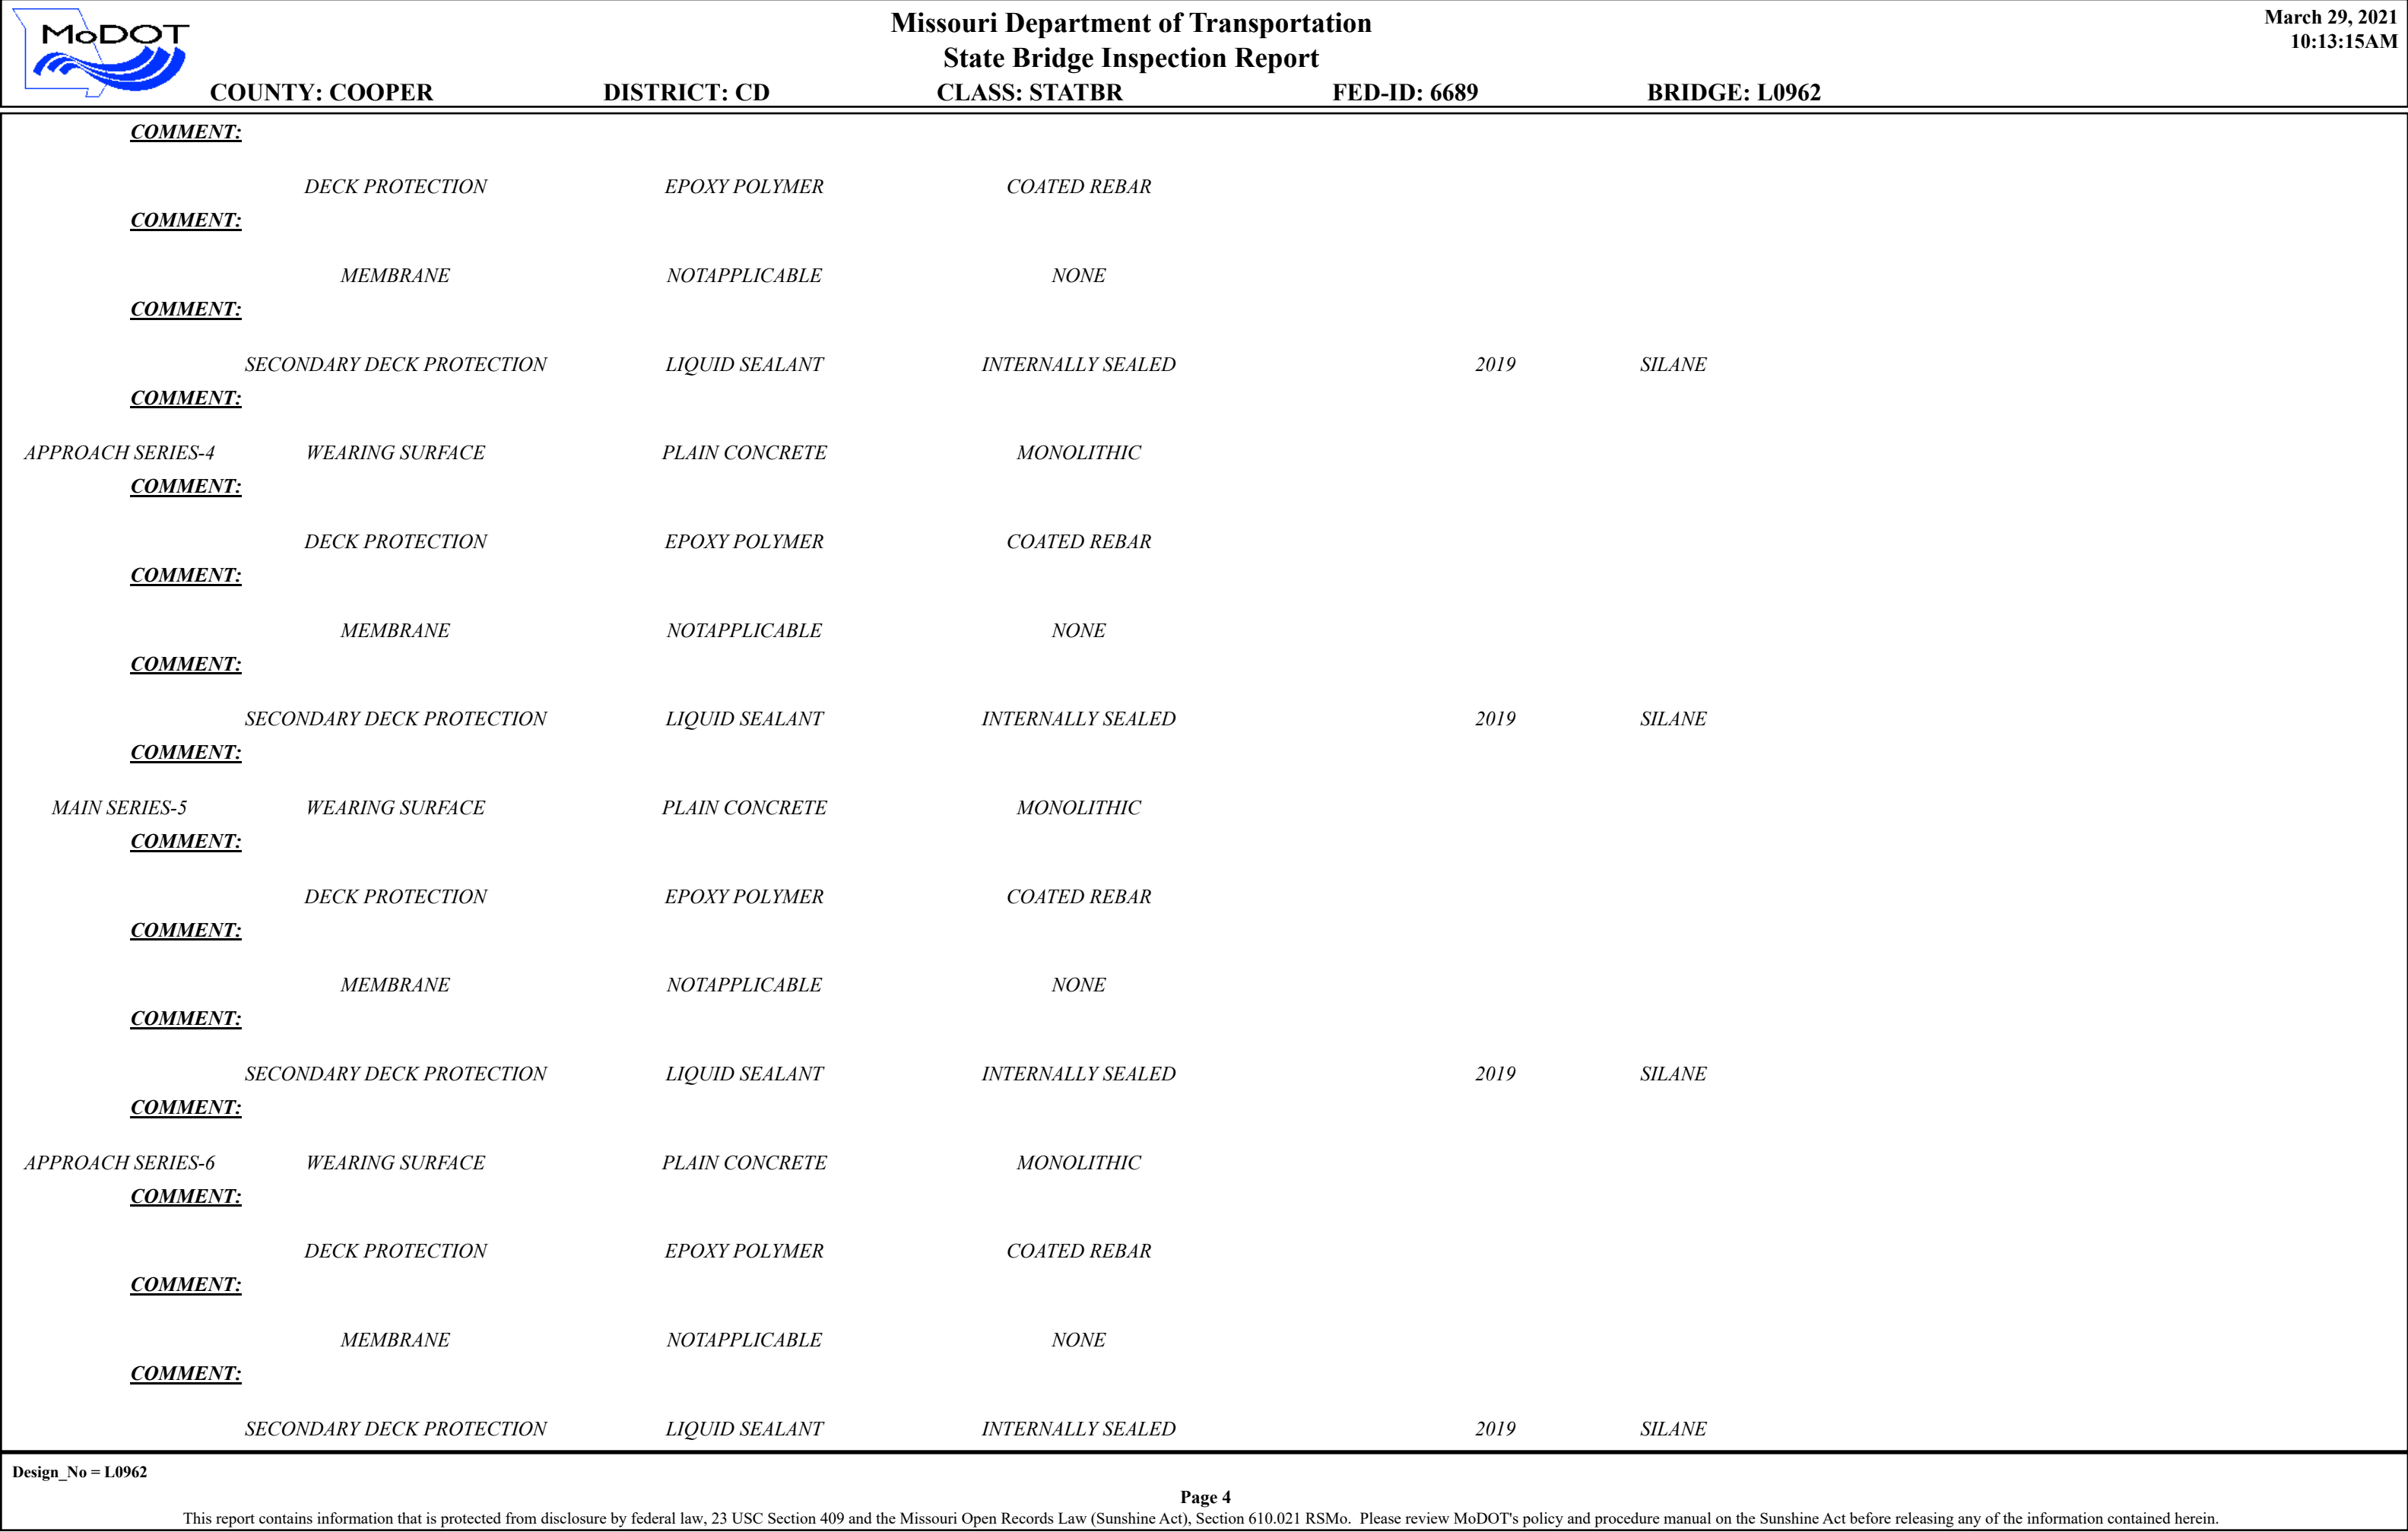 MoDOT
Missouri Department of Transportation
State Bridge Inspection Report
March 29, 2021
10:13:15AM
COUNTY: COOPER DISTRICT: CD CLASS: STATBR FED-ID: 6689 BRIDGE: L0962
COMMENT:
DECK PROTECTION EPOXY POLYMER COATED REBAR
COMMENT:
MEMBRANE NOTAPPLICABLE NONE
COMMENT:
SECONDARY DECK PROTECTION LIQUID SEALANT INTERNALLY SEALED 2019 SILANE
COMMENT:
APPROACH SERIES-4 WEARING SURFACE PLAIN CONCRETE MONOLITHIC
COMMENT:
DECK PROTECTION EPOXY POLYMER COATED REBAR
COMMENT:
MEMBRANE NOTAPPLICABLE NONE
COMMENT:
SECONDARY DECK PROTECTION LIQUID SEALANT INTERNALLY SEALED 2019 SILANE
COMMENT:
MAIN SERIES-5 WEARING SURFACE PLAIN CONCRETE MONOLITHIC
COMMENT:
DECK PROTECTION EPOXY POLYMER COATED REBAR
COMMENT:
MEMBRANE NOTAPPLICABLE NONE
COMMENT:
SECONDARY DECK PROTECTION LIQUID SEALANT INTERNALLY SEALED 2019 SILANE
COMMENT:
APPROACH SERIES-6 WEARING SURFACE PLAIN CONCRETE MONOLITHIC
COMMENT:
DECK PROTECTION EPOXY POLYMER COATED REBAR
COMMENT:
MEMBRANE NOTAPPLICABLE NONE
COMMENT:
SECONDARY DECK PROTECTION LIQUID SEALANT INTERNALLY SEALED 2019 SILANE
Design_No = L0962
Page 4
This report contains information that is protected from disclosure by federal law, 23 USC Section 409 and the Missouri Open Records Law (Sunshine Act), Section 610.021 RSMo. Please review MoDOT's policy and procedure manual on the Sunshine Act before releasing any of the information contained herein.